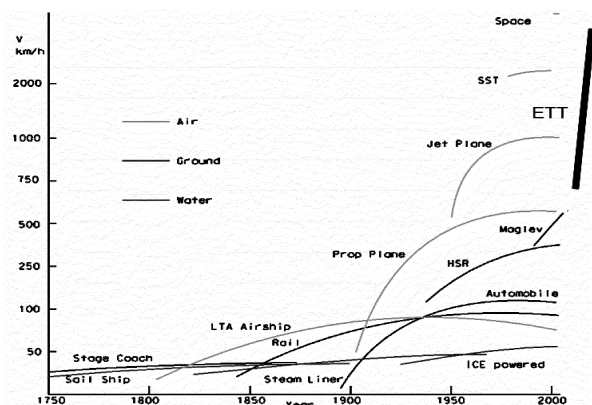 V
km/h
Space
SST
2000
ETT
Air
1000
Jet Plane
Ground
750
Water
500
Maglev
Prop Plane
HSR
250
Automobile
100
LTA Airship
Rail
50
Stage Coach
ICE powered
Sail Ship
Steam Liner
1750
1800
1850
1900
1950
2000
Year